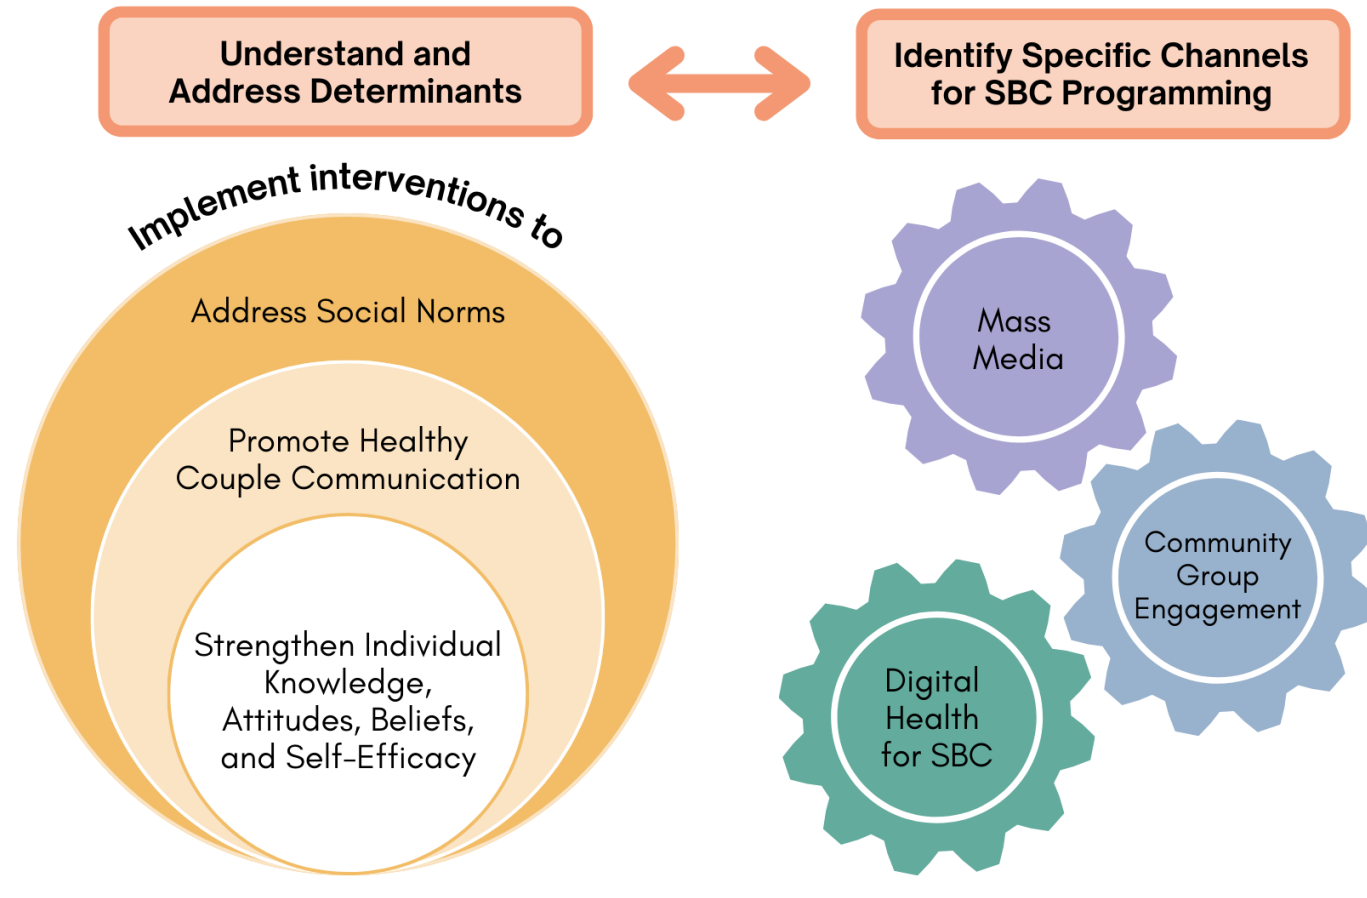 Understand and
Address Determinants
Identify Specific Channels
for SBC Programming
Implement interventions to
Address Social Norms
Promote Healthy
Couple Communication
Strengthen Individual
Knowledge,
Attitudes, Beliefs,
and Self-Efficacy
Mass
Media
Community
Group
Engagement
Digital
Health
for SBC